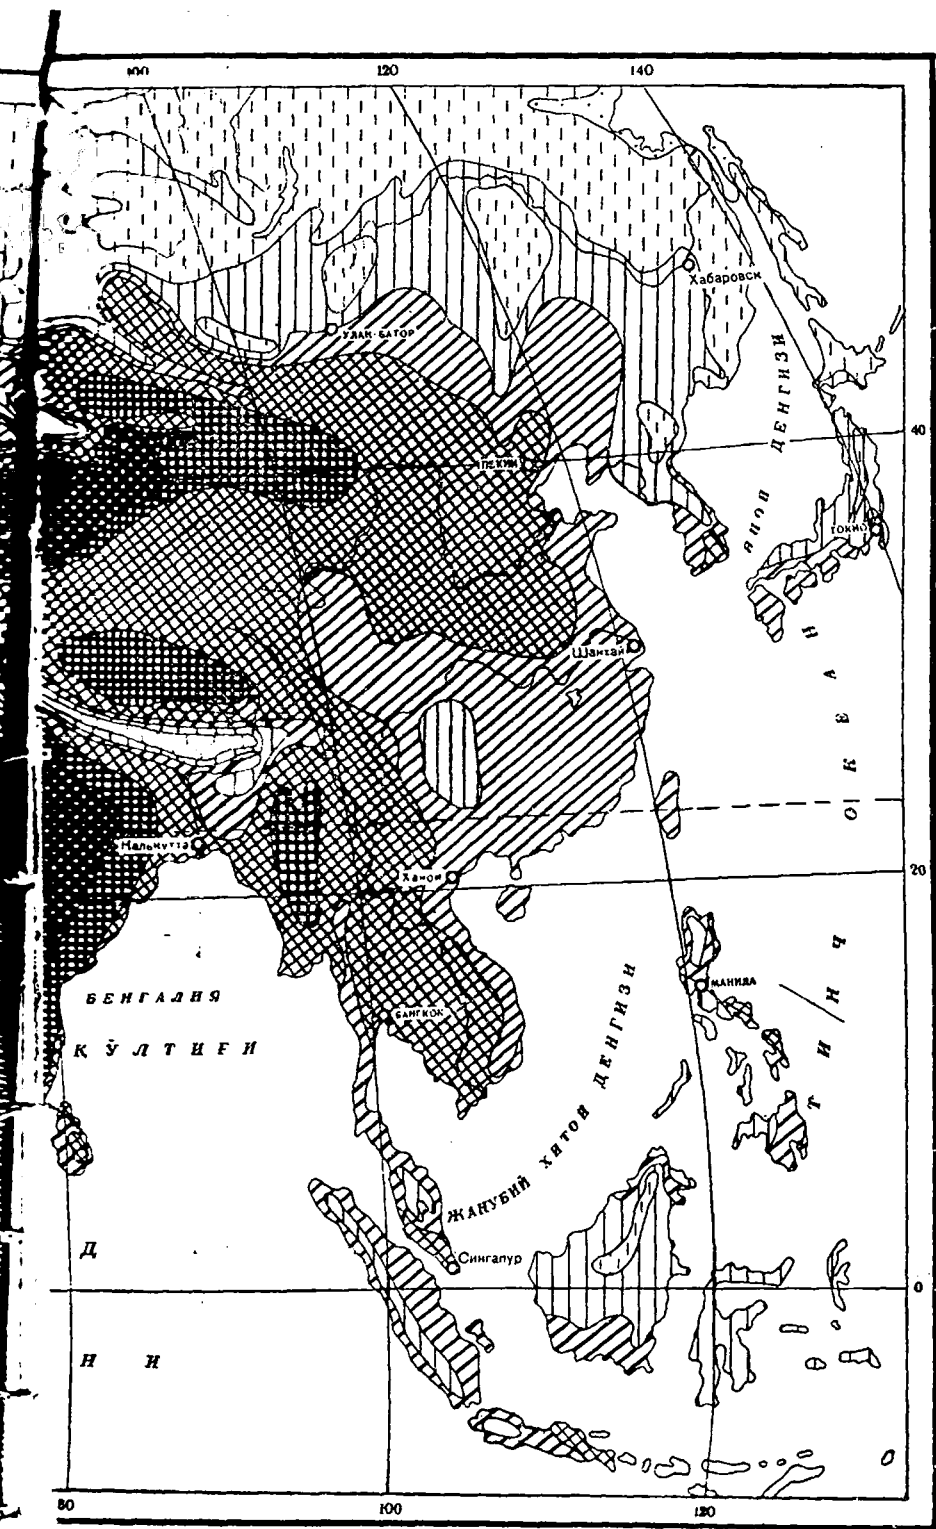 100 120 140
Хабаровск
УЛАН-БАТОР
ЯПОН ДЕНГИЗИ
40
ПЕКИН
ТОКИО
Шанхай
ТИНЧ ОКЕАН
Калькутта
Ханой
20
МАНИЛА
БЕНГАЛИЯ
ҚЎЛТИҒИ
БАНГКОК
ЖАНУБИЙ ХИТОЙ ДЕНГИЗИ
Сингапур
Д
0
Н И
80 100 120